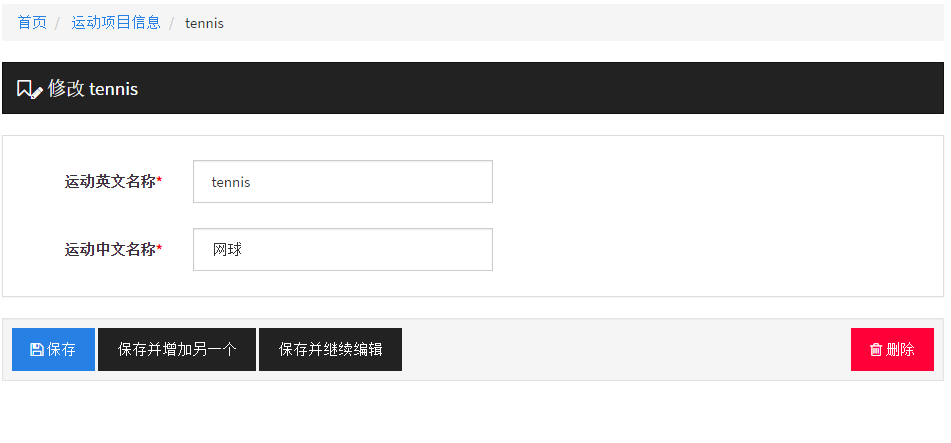 首页 / 运动项目信息 / tennis
修改 tennis
运动英文名称* tennis
运动中文名称* 网球
保存 保存并增加另一个 保存并继续编辑 删除